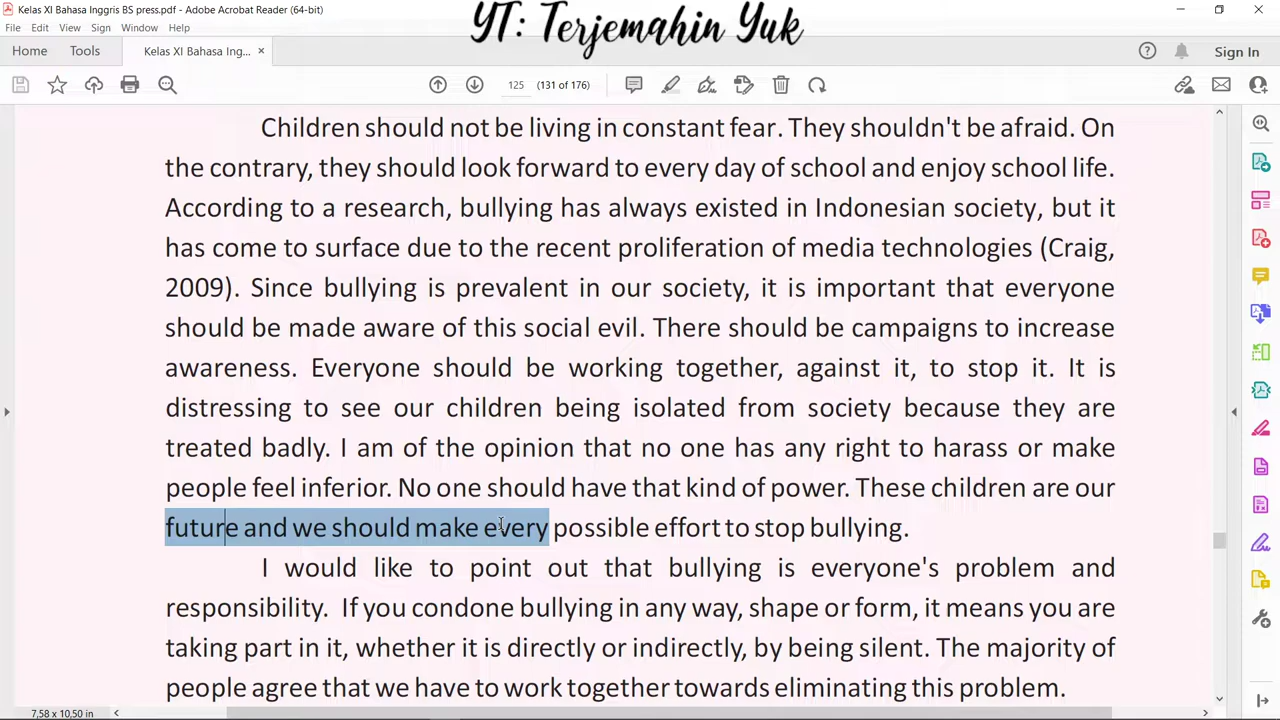 Kelas XI Bahasa Inggris BS press.pdf - Adobe Acrobat Reader (64-bit)
YT: Terjemahin Yuk
File Edit View Sign Window Help
Home Tools Kelas XI Bahasa Ing... × Sign In
125 (131 of 176)
Children should not be living in constant fear. They shouldn't be afraid. On
the contrary, they should look forward to every day of school and enjoy school life.
According to a research, bullying has always existed in Indonesian society, but it
has come to surface due to the recent proliferation of media technologies (Craig,
2009). Since bullying is prevalent in our society, it is important that everyone
should be made aware of this social evil. There should be campaigns to increase
awareness. Everyone should be working together, against it, to stop it. It is
distressing to see our children being isolated from society because they are
treated badly. I am of the opinion that no one has any right to harass or make
people feel inferior. No one should have that kind of power. These children are our
future and we should make every possible effort to stop bullying.
I would like to point out that bullying is everyone's problem and
responsibility. If you condone bullying in any way, shape or form, it means you are
taking part in it, whether it is directly or indirectly, by being silent. The majority of
people agree that we have to work together towards eliminating this problem.
7,58 x 10,50 in